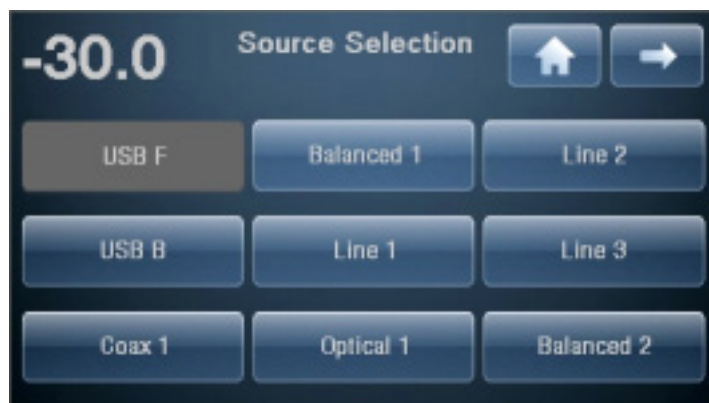 -30.0 Source Selection
USB F Balanced 1 Line 2
USB B Line 1 Line 3
Coax 1 Optical 1 Balanced 2